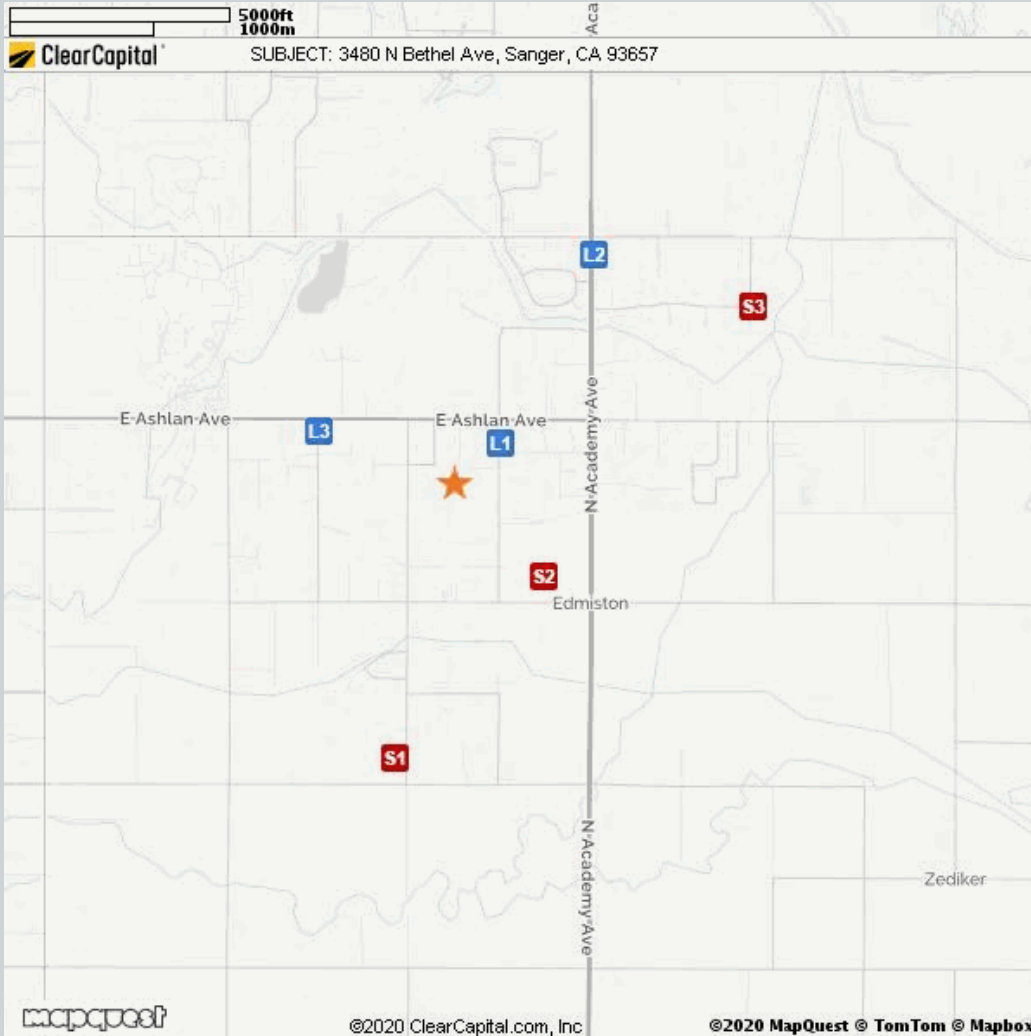 5000ft
1000m
N-Aca
ClearCapital
SUBJECT: 3480 N Bethel Ave, Sanger, CA 93657
L2
S3
N-Academy-Ave
E-Ashlan-Ave
E-Ashlan-Ave
L3
L1
S2
Edmiston
S1
N-Academy-Ave
Zediker
mapquest
©2020 ClearCapital.com, Inc
©2020 MapQuest © TomTom © Mapbox